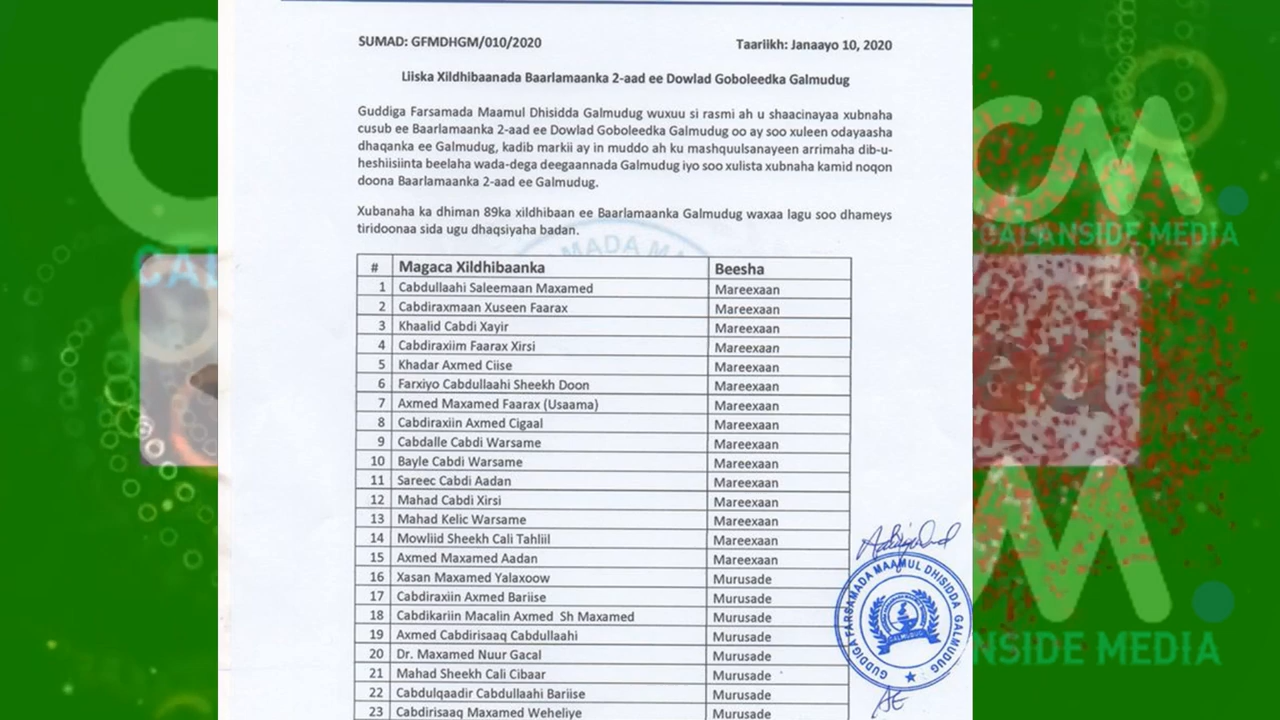 SUMAD: GFMDHGM/010/2020 Taariikh: Janaayo 10, 2020
Liiska Xildhibaanada Baarlamaanka 2-aad ee Dowlad Goboleedka Galmudug
Guddiga Farsamada Maamul Dhisidda Galmudug wuxuu si rasmi ah u shaacinayaa xubnaha
cusub ee Baarlamaanka 2-aad ee Dowlad Goboleedka Galmudug oo ay soo xuleen odayaasha
dhaqanka ee Galmudug, kadib markii ay in muddo ah ku mashquulsanayeen arrimaha dib-u-
heshiisiinta beelaha wada-dega deegaannada Galmudug iyo soo xulista xubnaha kamid noqon
doona Baarlamaanka 2-aad ee Galmudug.
Xubanaha ka dhiman 89ka xildhibaan ee Baarlamaanka Galmudug waxaa lagu soo dhameys
tiridoonaa sida ugu dhaqsiyaha badan.
MADA MA
# Magaca Xildhibaanka Beesha
1 Cabdullaahi Saleemaan Maxamed Mareexaan
2 Cabdiraxmaan Xuseen Faarax Mareexaan
3 Khaalid Cabdi Xayir Mareexaan
4 Cabdiraxiim Faarax Xirsi Mareexaan
5 Khadar Axmed Ciise Mareexaan
6 Farxiyo Cabdullaahi Sheekh Doon Mareexaan
7 Axmed Maxamed Faarax (Usaama) Mareexaan
8 Cabdiraxiin Axmed Cigaal Mareexaan
9 Cabdalle Cabdi Warsame Mareexaan
10 Bayle Cabdi Warsame Mareexaan
11 Sareec Cabdi Aadan Mareexaan
12 Mahad Cabdi Xirsi Mareexaan
13 Mahad Kelic Warsame Mareexaan
14 Mowliid Sheekh Cali Tahliil Mareexaan
15 Axmed Maxamed Aadan Mareexaan
16 Xasan Maxamed Yalaxoow Murusade
17 Cabdiraxiin Axmed Bariise Murusade
18 Cabdikariin Macalin Axmed Sh Maxamed Murusade
19 Axmed Cabdirisaaq Cabdullaahi Murusade
20 Dr. Maxamed Nuur Gacal Murusade
21 Mahad Sheekh Cali Cibaar Murusade
22 Cabdulqaadir Cabdullaahi Bariise Murusade
23 Cabdirisaaq Maxamed Weheliye Murusade
GUDDIGA FARSAMADA MAAMUL DHISIDDA GALMUDUG
GALMUDUG
CM
CALANSIDE MEDIA
CAL
M
NSIDE MEDIA